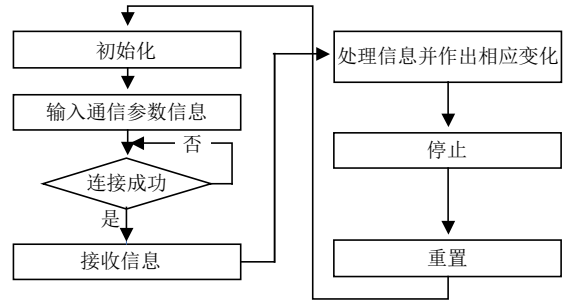 初始化
输入通信参数信息
否
连接成功
是
接收信息
处理信息并作出相应变化
停止
重置